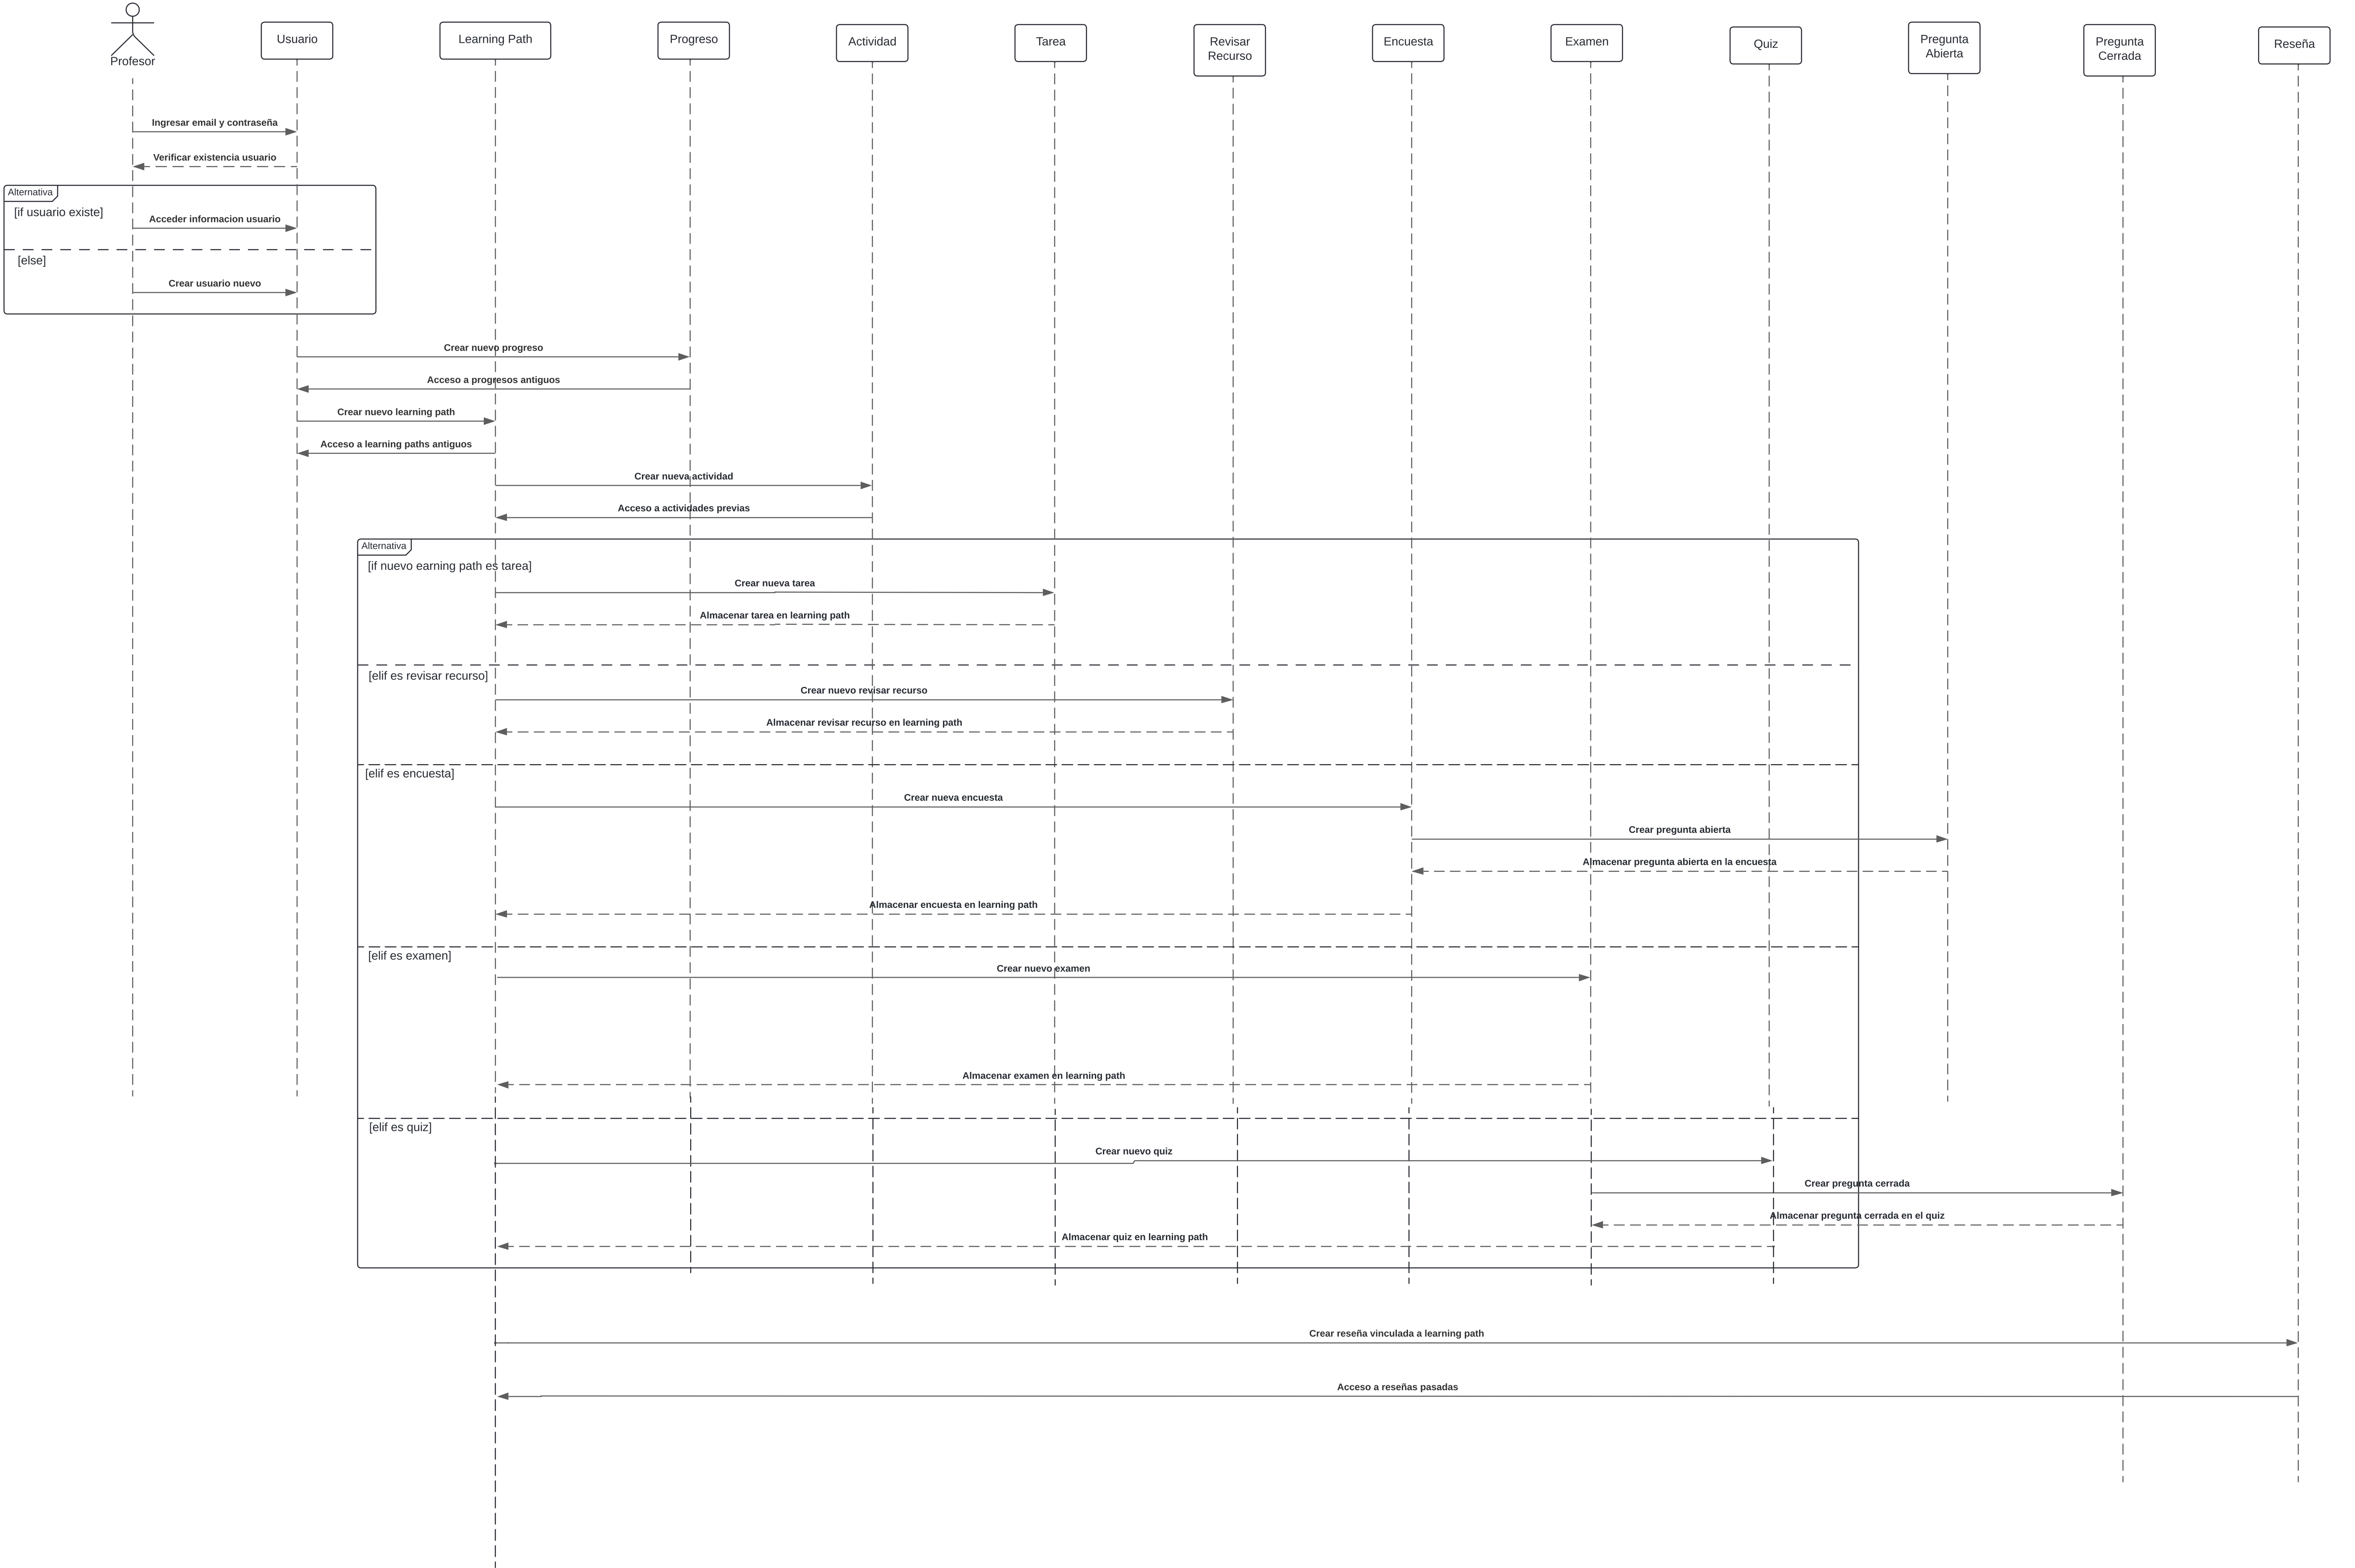 Profesor
Usuario
Learning Path
Progreso
Actividad
Tarea
Revisar
Recurso
Encuesta
Examen
Quiz
Pregunta
Abierta
Pregunta
Cerrada
Reseña
Ingresar email y contraseña
Verificar existencia usuario
Alternativa
[if usuario existe]
Acceder informacion usuario
[else]
Crear usuario nuevo
Crear nuevo progreso
Acceso a progresos antiguos
Crear nuevo learning path
Acceso a learning paths antiguos
Crear nueva actividad
Acceso a actividades previas
Alternativa
[if nuevo earning path es tarea]
Crear nueva tarea
Almacenar tarea en learning path
[elif es revisar recurso]
Crear nuevo revisar recurso
Almacenar revisar recurso en learning path
[elif es encuesta]
Crear nueva encuesta
Crear pregunta abierta
Almacenar pregunta abierta en la encuesta
Almacenar encuesta en learning path
[elif es examen]
Crear nuevo examen
Almacenar examen en learning path
[elif es quiz]
Crear nuevo quiz
Crear pregunta cerrada
Almacenar pregunta cerrada en el quiz
Almacenar quiz en learning path
Crear reseña vinculada a learning path
Acceso a reseñas pasadas